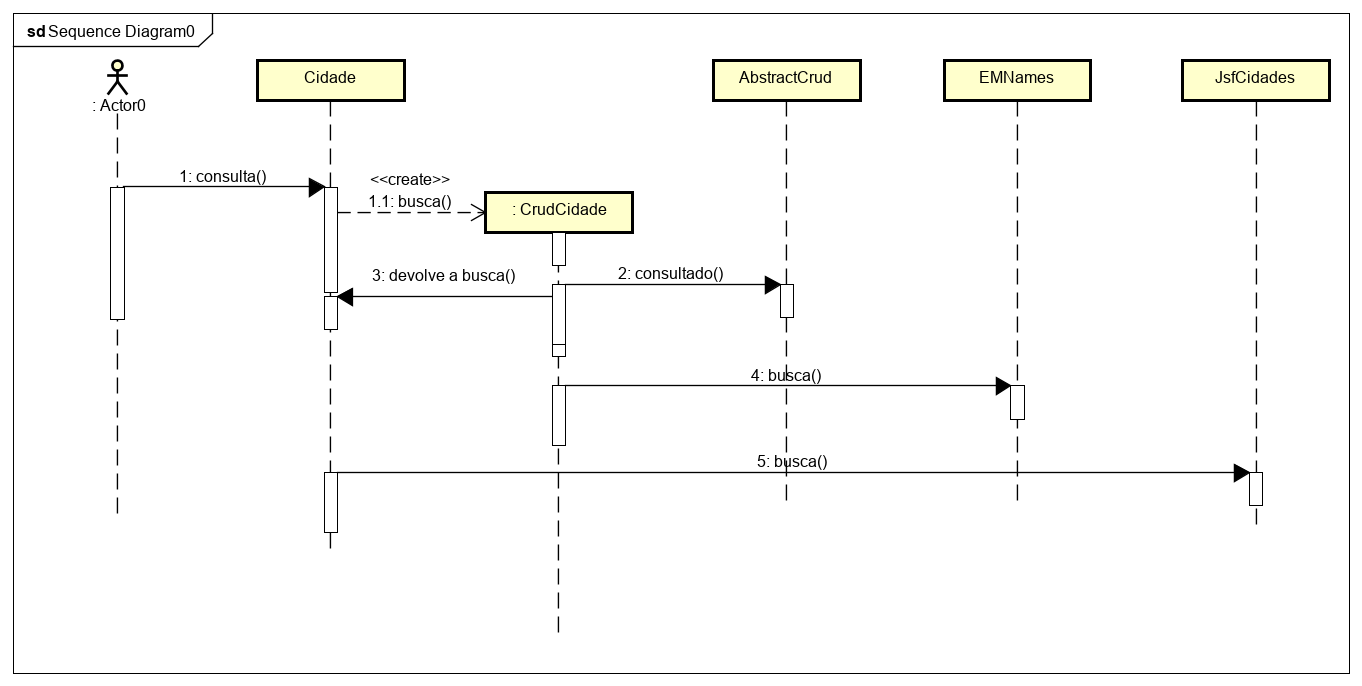 sd Sequence Diagram0
: Actor0
Cidade
AbstractCrud
EMNames
JsfCidades
1: consulta()
<<create>>
1.1: busca()
: CrudCidade
3: devolve a busca()
2: consultado()
4: busca()
5: busca()